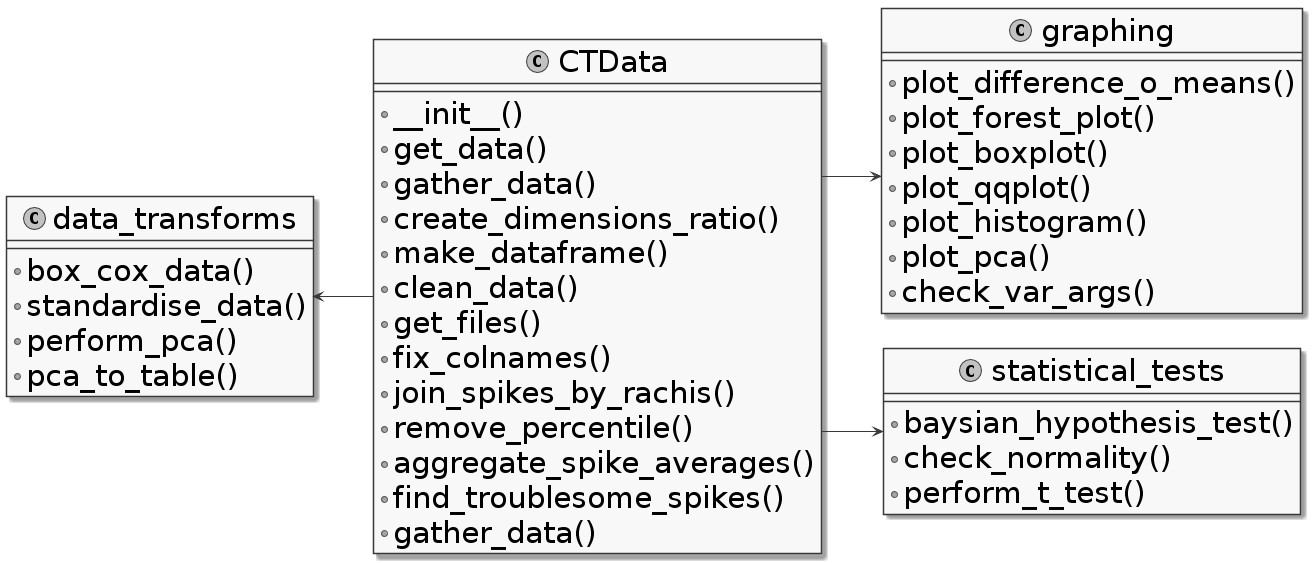 C data_transforms
box_cox_data()
standardise_data()
perform_pca()
pca_to_table()
C CTData
__init__()
get_data()
gather_data()
create_dimensions_ratio()
make_dataframe()
clean_data()
get_files()
fix_colnames()
join_spikes_by_rachis()
remove_percentile()
aggregate_spike_averages()
find_troublesome_spikes()
gather_data()
C graphing
plot_difference_o_means()
plot_forest_plot()
plot_boxplot()
plot_qqplot()
plot_histogram()
plot_pca()
check_var_args()
C statistical_tests
baysian_hypothesis_test()
check_normality()
perform_t_test()